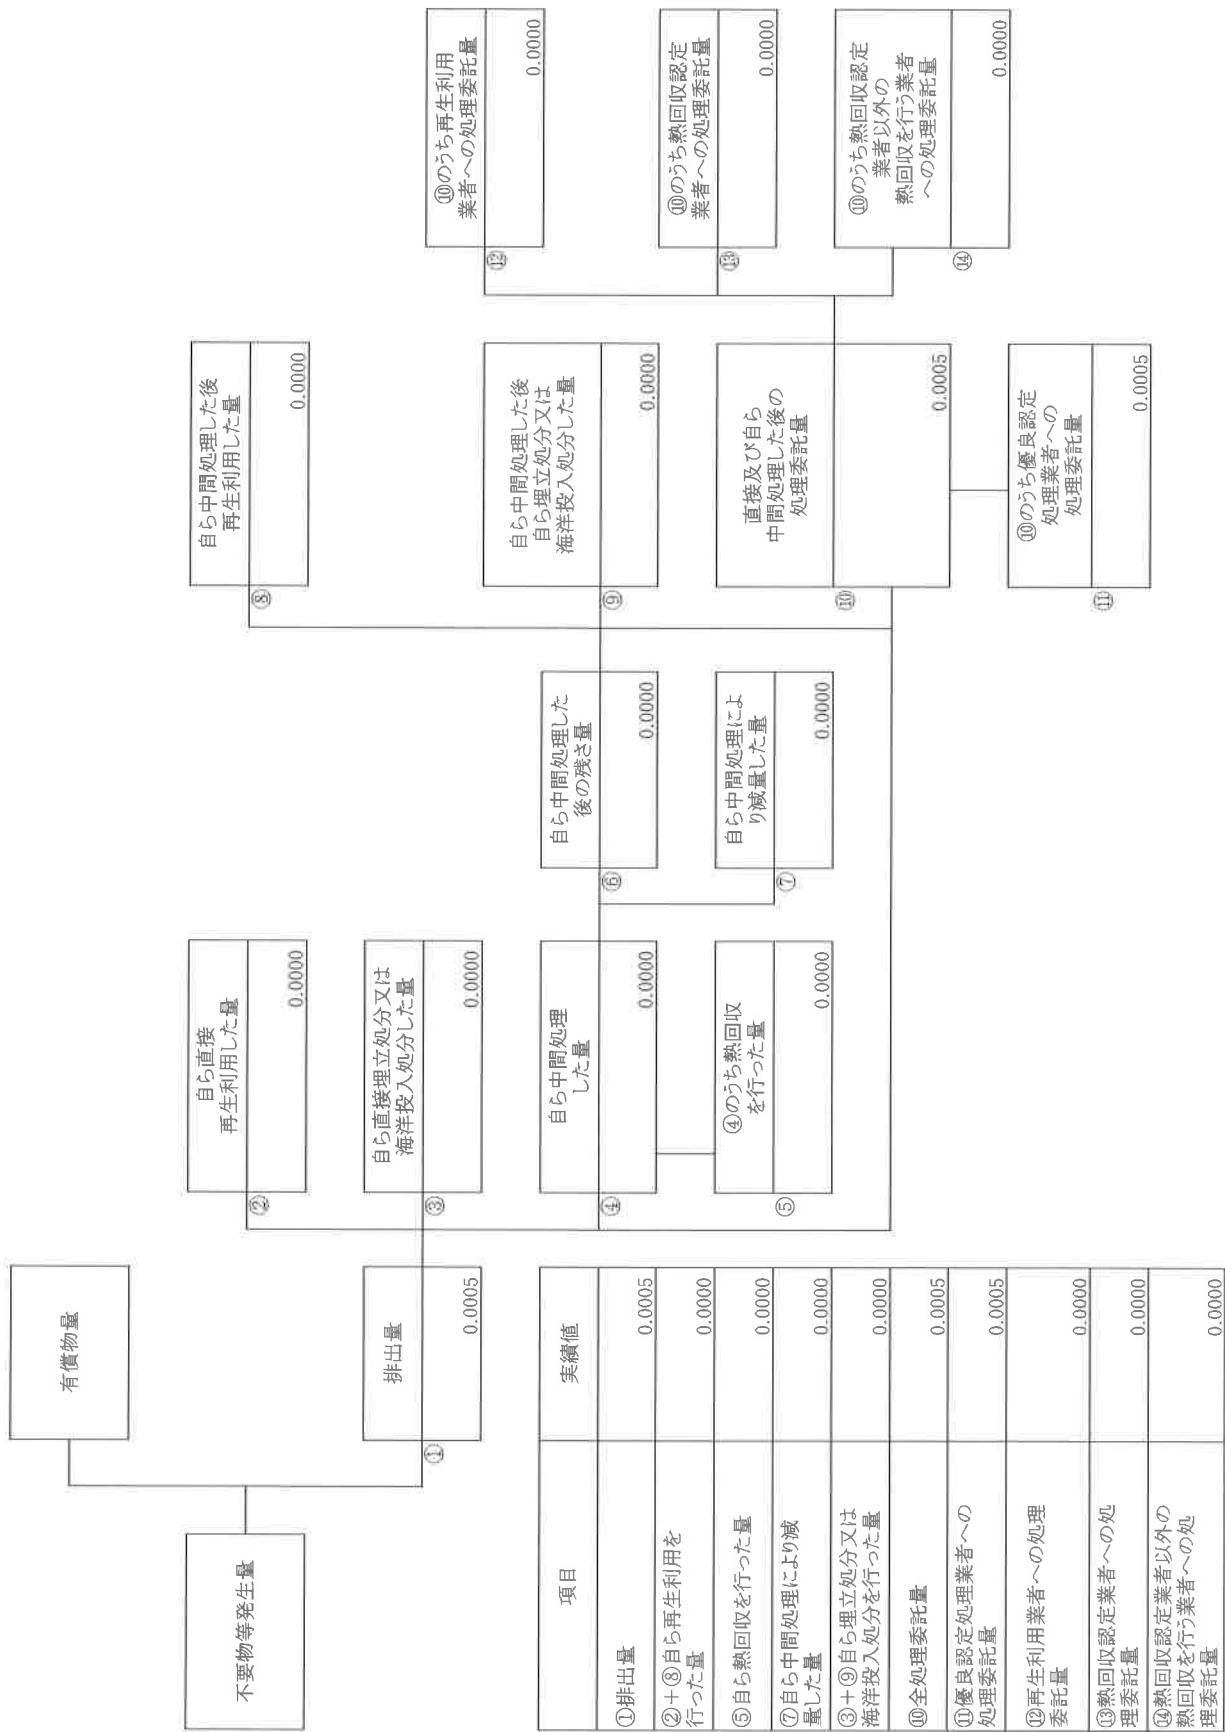 有償物量
不要物等発生量
排出量
①
0.0005
自ら直接
再生利用した量
②
0.0000
自ら直接埋立処分又は
海洋投入処分した量
③
0.0000
自ら中間処理
した量
④
0.0000
④のうち熱回収
を行った量
⑤
0.0000
自ら中間処理した
後の残さ量
⑥
0.0000
自ら中間処理によ
り減量した量
⑦
0.0000
自ら中間処理した後
再生利用した量
⑧
0.0000
自ら中間処理した後
自ら埋立処分又は
海洋投入処分した量
⑨
0.0000
直接及び自ら
中間処理した後の
処理委託量
⑩
0.0005
⑩のうち優良認定
処理業者への
処理委託量
⑪
0.0005
⑩のうち再生利用
業者への処理委託量
⑫
0.0000
⑩のうち熱回収認定
業者への処理委託量
⑬
0.0000
⑩のうち熱回収認定
業者以外の
熱回収を行う業者
への処理委託量
⑭
0.0000
項目 実績値
①排出量 0.0005
②+⑧自ら再生利用を
行った量 0.0000
⑤自ら熱回収を行った量 0.0000
⑦自ら中間処理により減
量した量 0.0000
③+⑨自ら埋立処分又は
海洋投入処分を行った量 0.0000
⑩全処理委託量 0.0005
⑪優良認定処理業者への
処理委託量 0.0005
⑫再生利用業者への処理
委託量 0.0000
⑬熱回収認定業者への処
理委託量 0.0000
⑭熱回収認定業者以外の
熱回収を行う業者への処
理委託量 0.0000